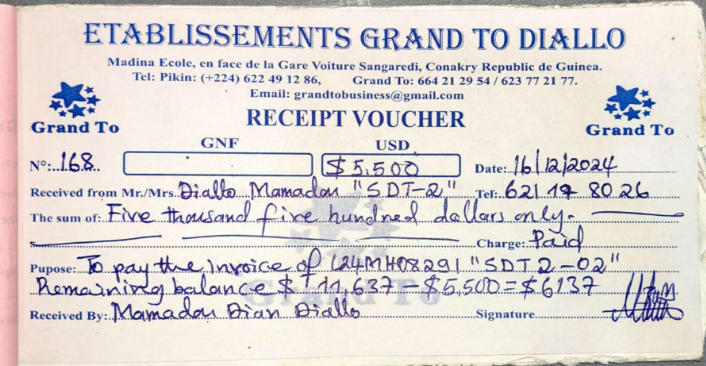 ETABLISSEMENTS GRAND TO DIALLO
Madina Ecole, en face de la Gare Voiture Sangaredi, Conakry Republic de Guinea.
Tel: Pikin: (+224) 622 49 12 86, Grand To: 664 21 29 54 / 623 77 21 77.
Email: grandtobusiness@gmail.com
Grand To
RECEIPT VOUCHER
Grand To
GNF USD
N°:..168. $5,500 Date: 16/12/2024
Received from Mr./Mrs. Diallo Mamadou "SDT-2" Tel: 621 19 80 26
The sum of: Five thousand five hundred dollars only.
Charge: Paid
Pupose: To pay the Invoice of L24MH08291 "SDT2-02"
Remaining balance $ 11,637 - $5,500 = $6137
Received By: Mamadou Dian Diallo Signature